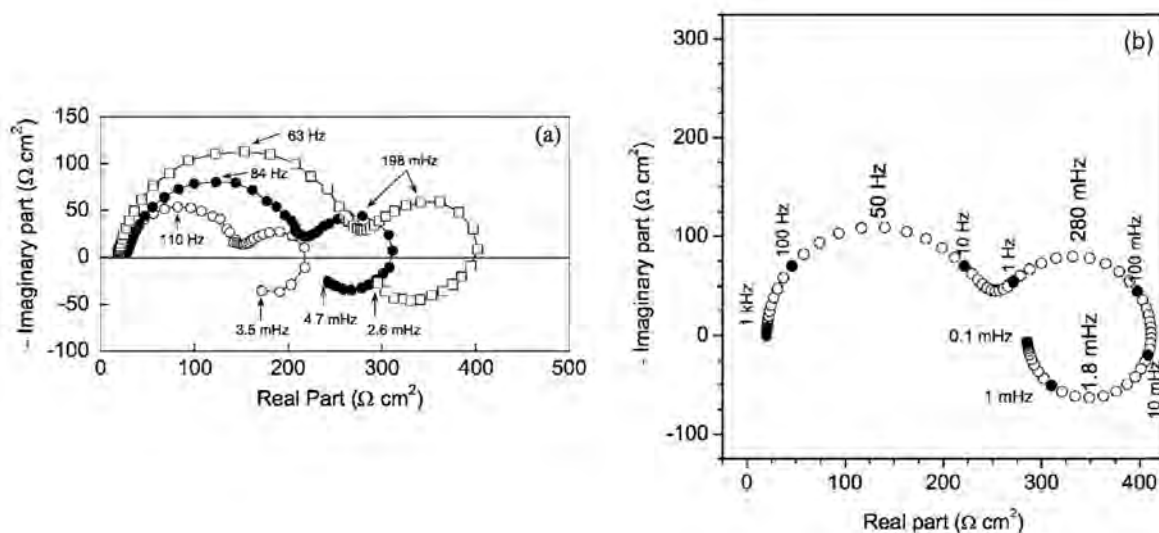 (a)
150
100
50
0
-50
-100
0 100 200 300 400 500
− Imaginary part (Ω cm²)
Real Part (Ω cm²)
63 Hz
84 Hz
110 Hz
198 mHz
3.5 mHz
4.7 mHz
2.6 mHz
(b)
300
200
100
0
-100
0 100 200 300 400
- Imaginary part (Ω cm²)
Real part (Ω cm²)
1 kHz
100 Hz
50 Hz
10 Hz
1 Hz
280 mHz
100 mHz
10 mHz
1.8 mHz
1 mHz
0.1 mHz